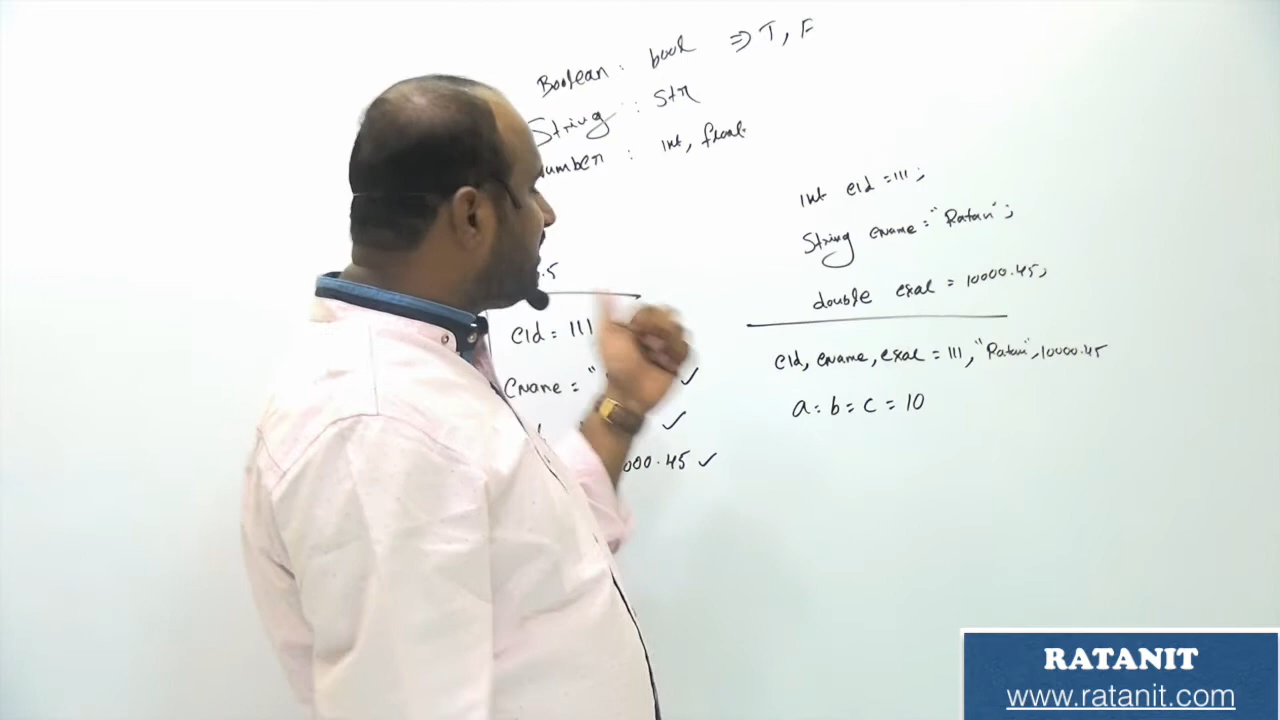 Boolean : bool ⇒ T, F
String : str
number : int, float
int eid = 111;
String ename = "Ratan";
double esal = 10000.45;
.5
eid = 111
ename = "
000.45 ✓
eid, ename, esal = 111, "Ratan", 10000.45
a = b = c = 10
RATANIT
www.ratanit.com